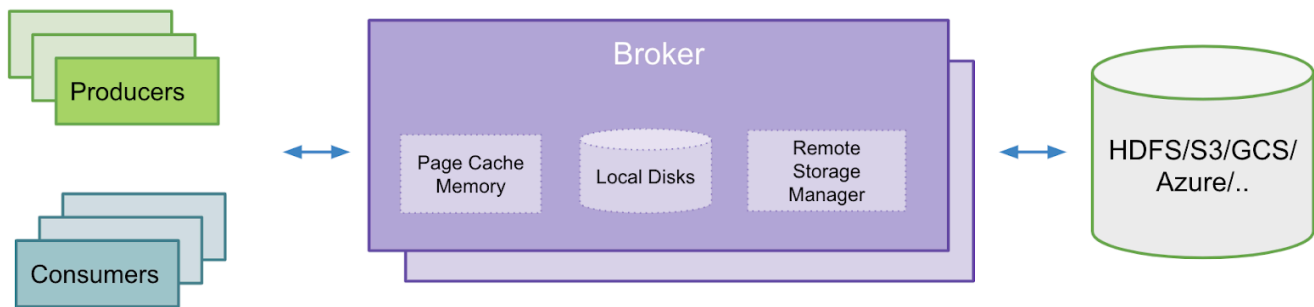 Producers
Consumers
Broker
Page Cache
Memory
Local Disks
Remote
Storage
Manager
HDFS/S3/GCS/
Azure/..